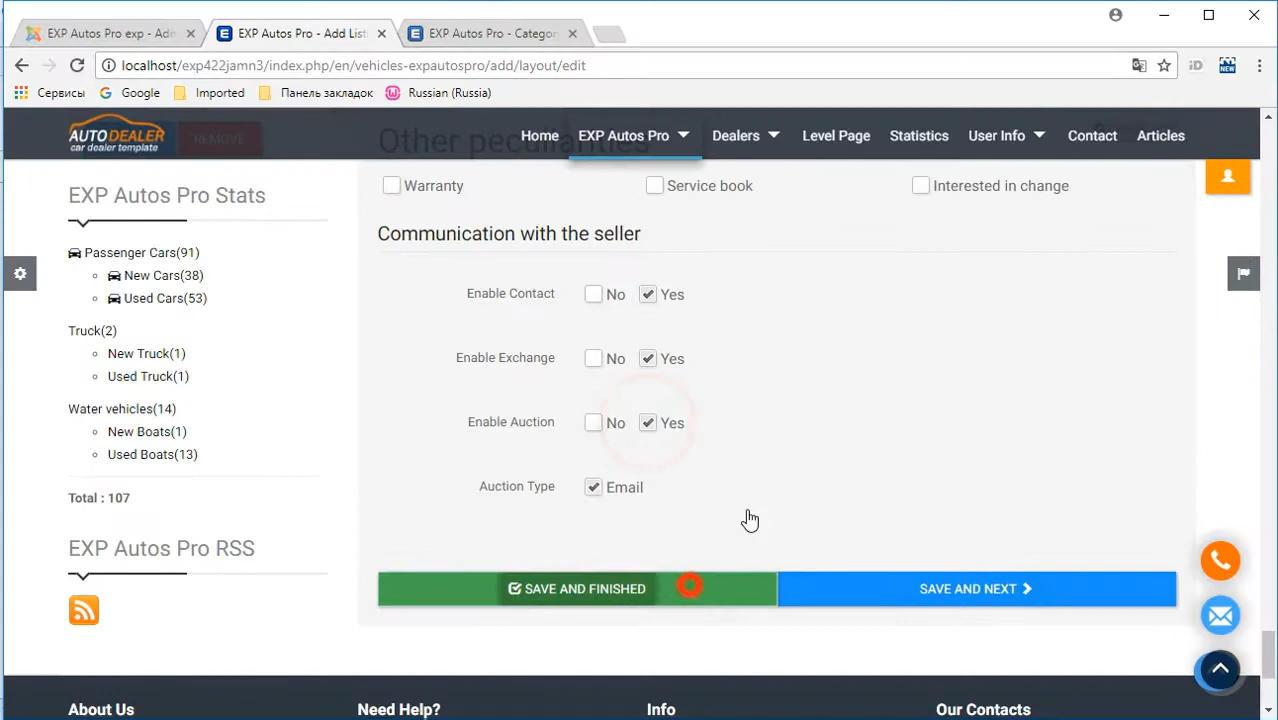 EXP Autos Pro exp - Adm
EXP Autos Pro - Add List
EXP Autos Pro - Categor
localhost/exp422jamn3/index.php/en/vehicles-expautospro/add/layout/edit
iD
NEW
Сервисы
Google
Imported
Панель закладок
Russian (Russia)
AUTODEALER
car dealer template
REMOVE
Other peculiarities
Home
EXP Autos Pro
Dealers
Level Page
Statistics
User Info
Contact
Articles
EXP Autos Pro Stats
Passenger Cars(91)
New Cars(38)
Used Cars(53)
Truck(2)
New Truck(1)
Used Truck(1)
Water vehicles(14)
New Boats(1)
Used Boats(13)
Total : 107
EXP Autos Pro RSS
Warranty
Service book
Interested in change
Communication with the seller
Enable Contact
No
Yes
Enable Exchange
No
Yes
Enable Auction
No
Yes
Auction Type
Email
SAVE AND FINISHED
SAVE AND NEXT
About Us
Need Help?
Info
Our Contacts